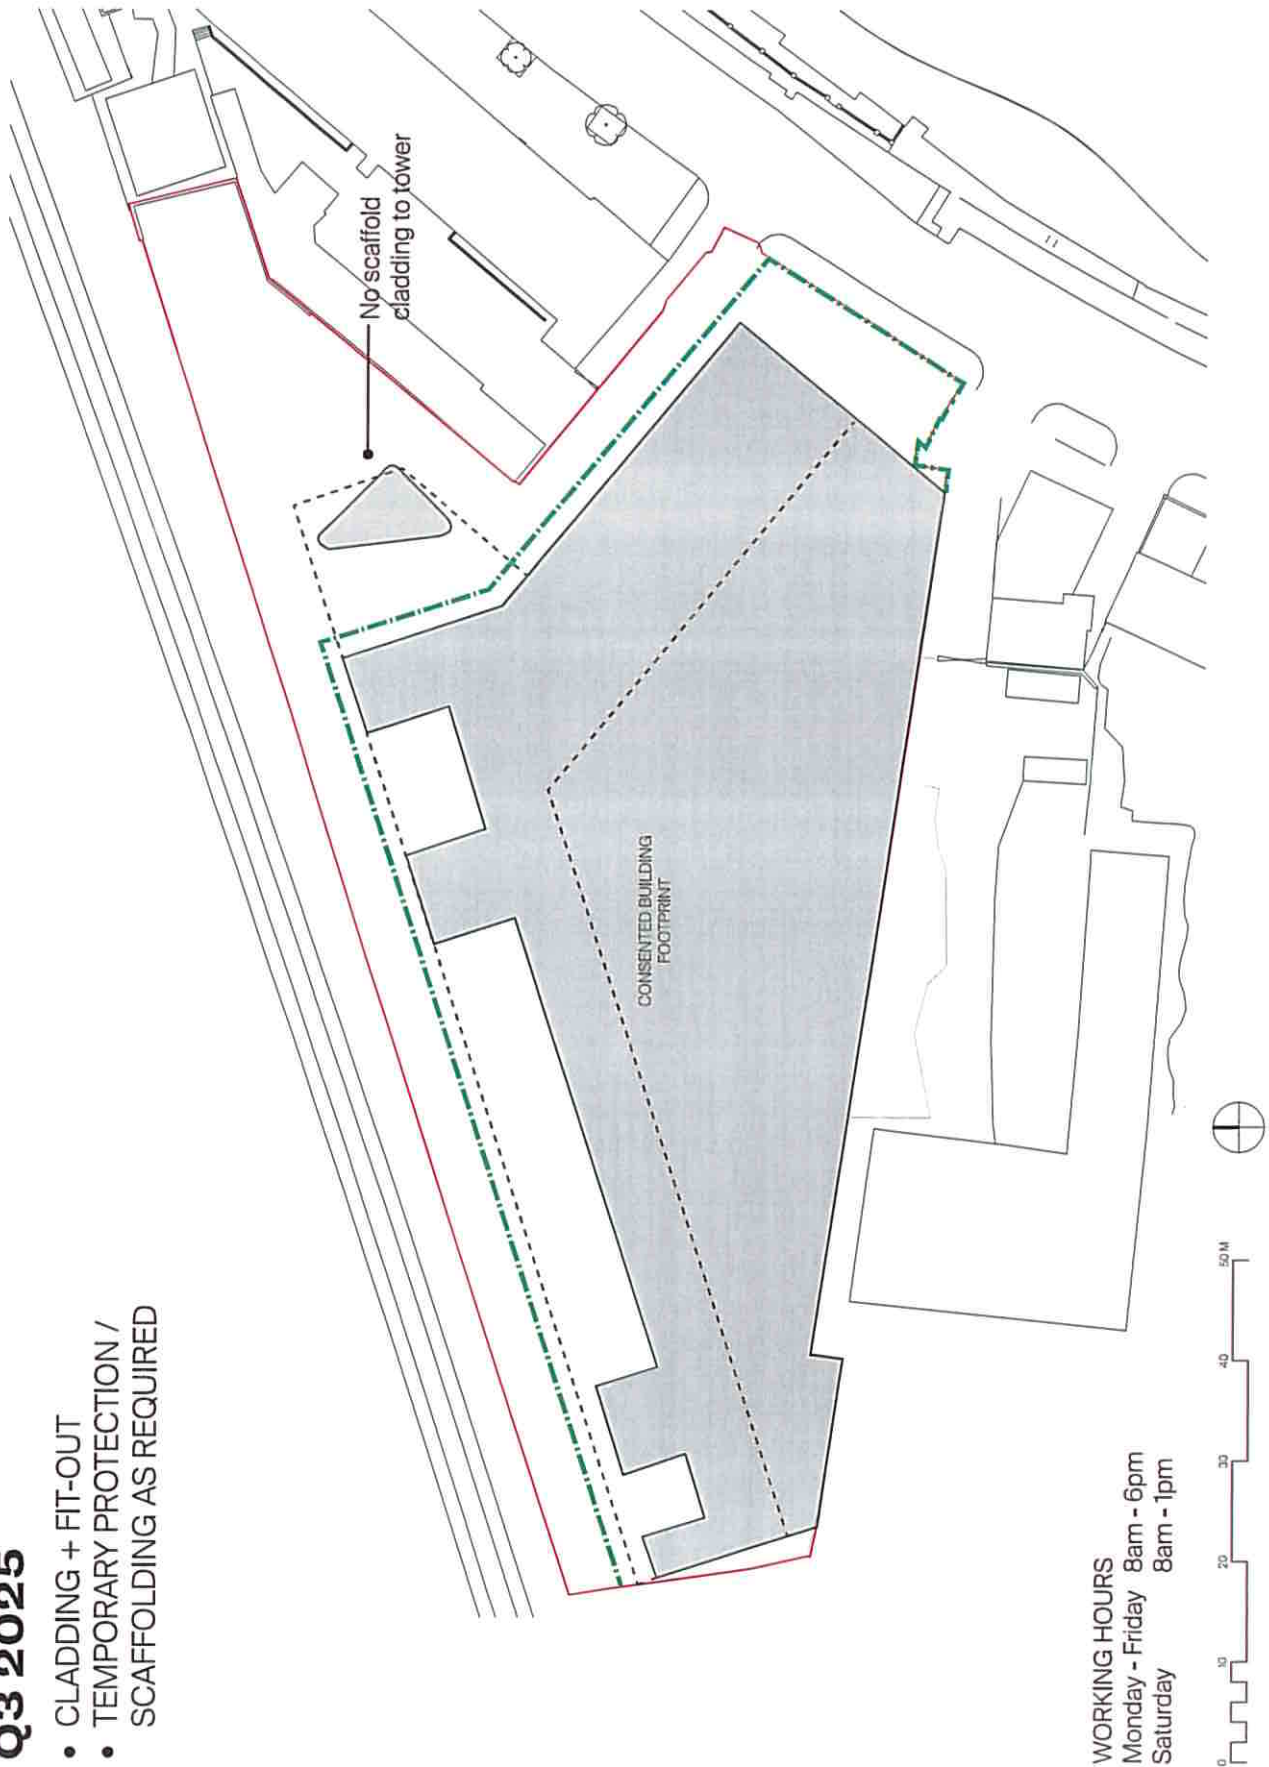 Q3 2025
• CLADDING + FIT-OUT
• TEMPORARY PROTECTION /
SCAFFOLDING AS REQUIRED
No scaffold
cladding to tower
CONSENTED BUILDING
FOOTPRINT
WORKING HOURS
Monday - Friday 8am - 6pm
Saturday 8am - 1pm
0 10 20 30 40 50 M